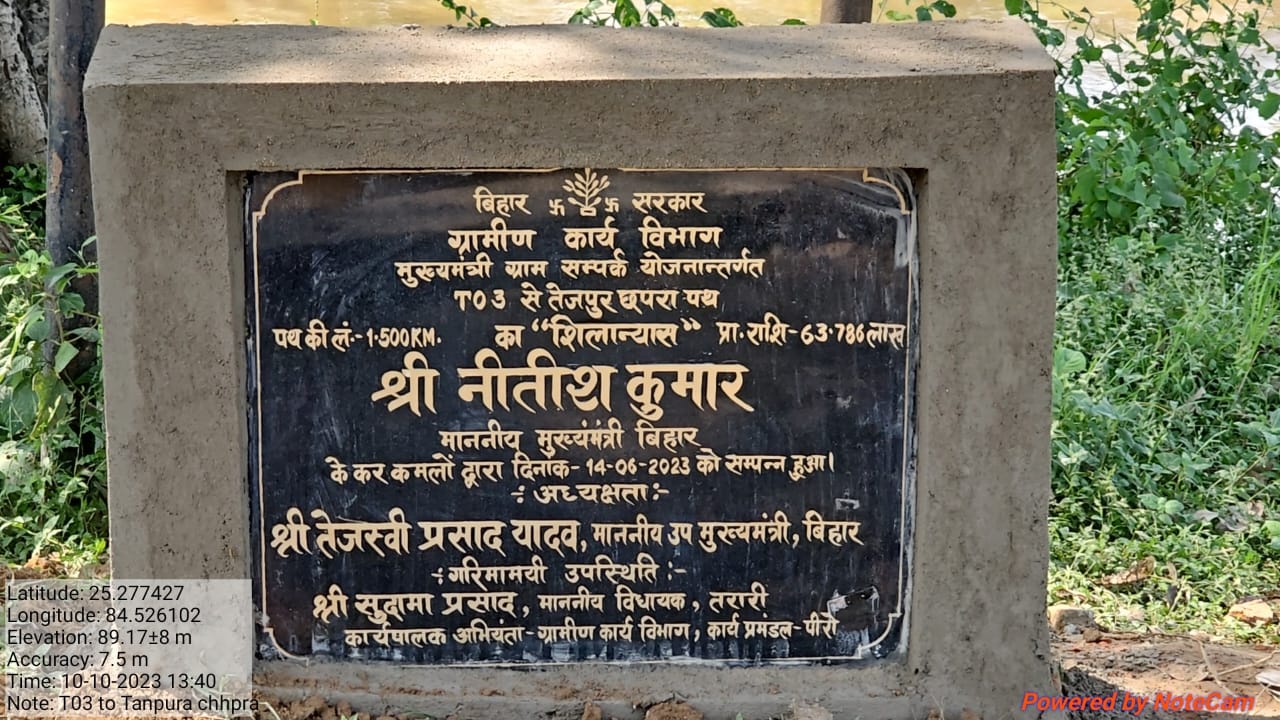 बिहार सरकार
ग्रामीण कार्य विभाग
मुख्यमंत्री ग्राम सम्पर्क योजनान्तर्गत
T03 से तेजपुर छपरा पथ
पथ की लं॰-1.500KM. का “शिलान्यास” प्रा. राशि-63.786 लाख
श्री नीतीश कुमार
माननीय मुख्यंमंत्री बिहार
के कर कमलों द्वारा दिनाक-14-06-2023 को सम्पन्न हुआ।
-: अध्यक्षता :-
श्री तेजस्वी प्रसाद यादव, माननीय उप मुख्यमंत्री, बिहार
-: गरिमामयी उपस्थिति :-
श्री सुदामा प्रसाद, माननीय विधायक, तरारी
कार्यपालक अभियंता-ग्रामीण कार्य विभाग, कार्य प्रमंडल-पीरो
Latitude: 25.277427
Longitude: 84.526102
Elevation: 89.17±8 m
Accuracy: 7.5 m
Time: 10-10-2023 13:40
Note: T03 to Tanpura chhpra
Powered by NoteCam